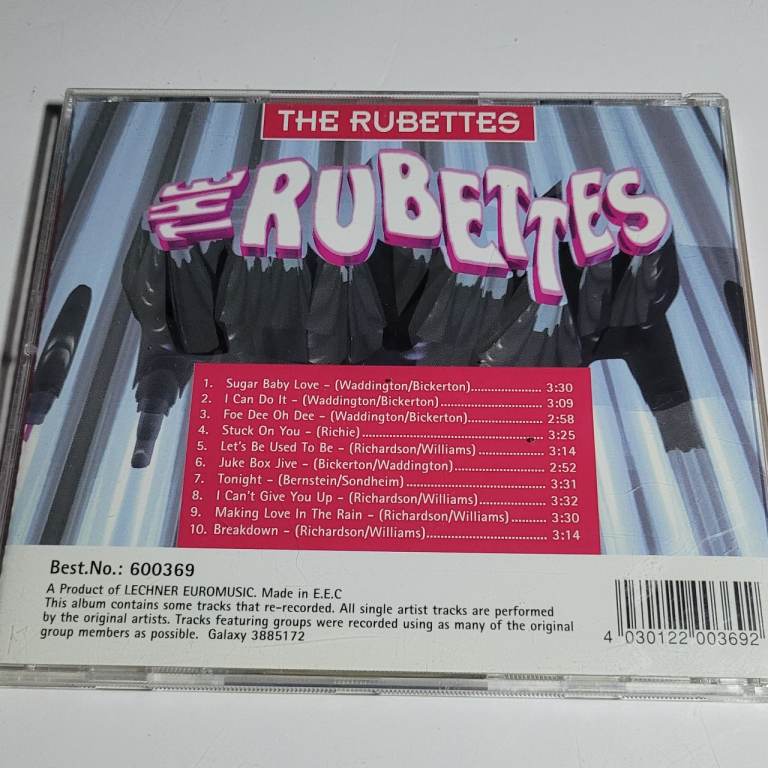 THE RUBETTES
THE RUBETTES
1. Sugar Baby Love - (Waddington/Bickerton)..................... 3:30
2. I Can Do It - (Waddington/Bickerton)............................... 3:09
3. Foe Dee Oh Dee - (Waddington/Bickerton)....................... 2:58
4. Stuck On You - (Richie)..................................................... 3:25
5. Let's Be Used To Be - (Richardson/Williams).................... 3:14
6. Juke Box Jive - (Bickerton/Waddington)........................... 2:52
7. Tonight - (Bernstein/Sondheim)......................................... 3:31
8. I Can't Give You Up - (Richardson/Williams).................... 3:32
9. Making Love In The Rain - (Richardson/Williams).......... 3:30
10. Breakdown - (Richardson/Williams)................................... 3:14
Best.No.: 600369
A Product of LECHNER EUROMUSIC. Made in E.E.C
This album contains some tracks that re-recorded. All single artist tracks are performed
by the original artists. Tracks featuring groups were recorded using as many of the original
group members as possible. Galaxy 3885172
4 030122 003692